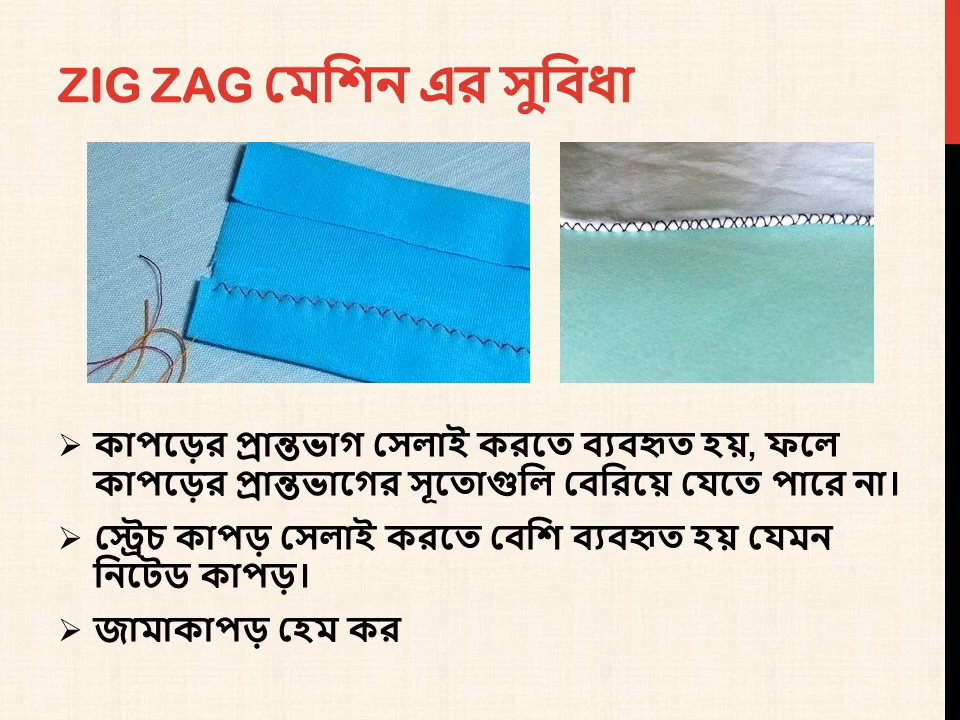 ZIG ZAG মেশিন এর সুবিধা
➢ কাপড়ের প্রান্তভাগ সেলাই করতে ব্যবহৃত হয়, ফলে
কাপড়ের প্রান্তভাগের সূতোগুলি বেরিয়ে যেতে পারে না।
➢ স্ট্রেচ কাপড় সেলাই করতে বেশি ব্যবহৃত হয় যেমন
নিটেড কাপড়।
➢ জামাকাপড় হেম কর